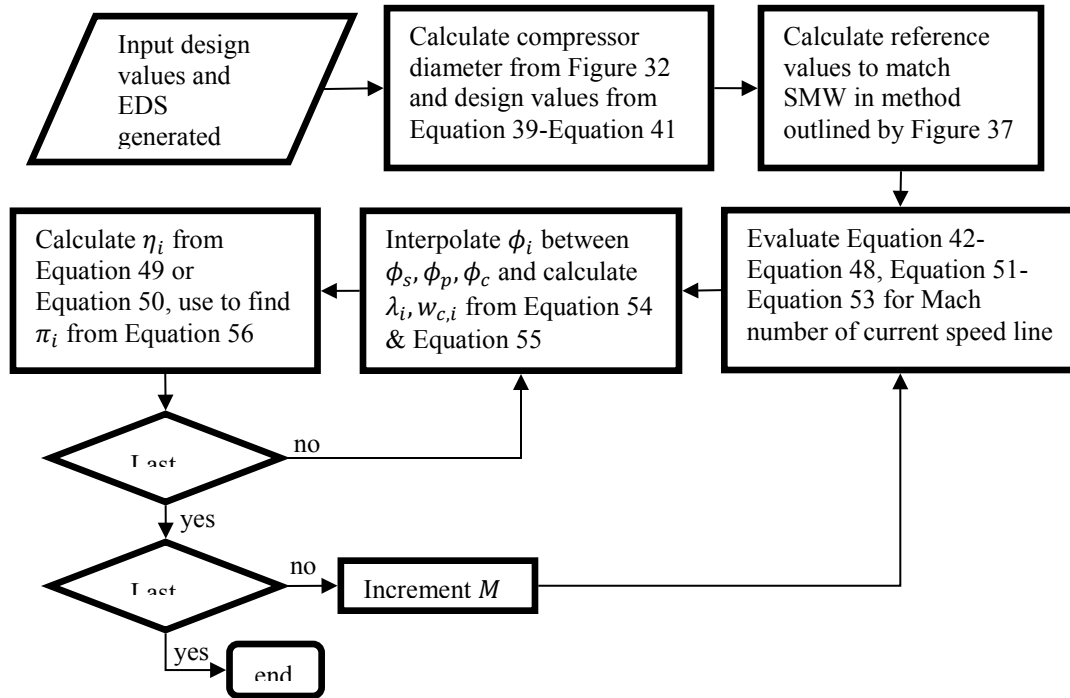 Input design
values and
EDS
generated
Calculate compressor
diameter from Figure 32
and design values from
Equation 39-Equation 41
Calculate reference
values to match
SMW in method
outlined by Figure 37
Evaluate Equation 42-
Equation 48, Equation 51-
Equation 53 for Mach
number of current speed line
Interpolate ϕᵢ between
ϕₛ, ϕₚ, ϕ_c and calculate
λᵢ, w_{c,i} from Equation 54
& Equation 55
Calculate ηᵢ from
Equation 49 or
Equation 50, use to find
πᵢ from Equation 56
Last
no
yes
Last
no
Increment M
yes
end